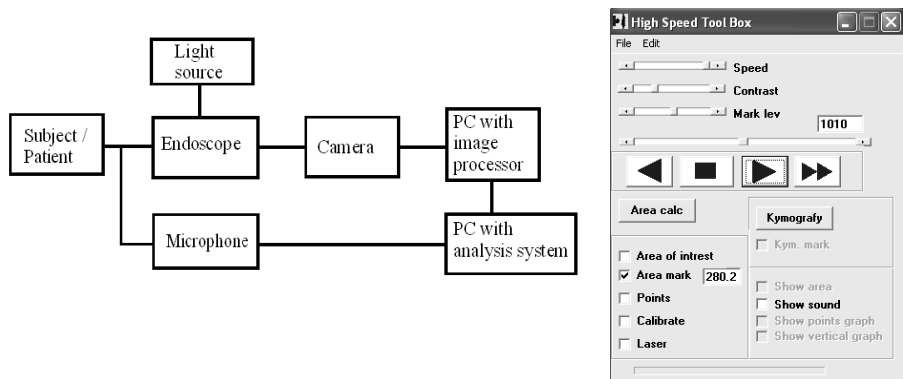 Light
source
Subject /
Patient
Endoscope
Camera
PC with
image
processor
Microphone
PC with
analysis system
High Speed Tool Box
File Edit
Speed
Contrast
Mark lev
1010
Area calc
Kymografy
Kym. mark
Area of intrest
Area mark 280.2
Points
Calibrate
Laser
Show area
Show sound
Show points graph
Show vertical graph